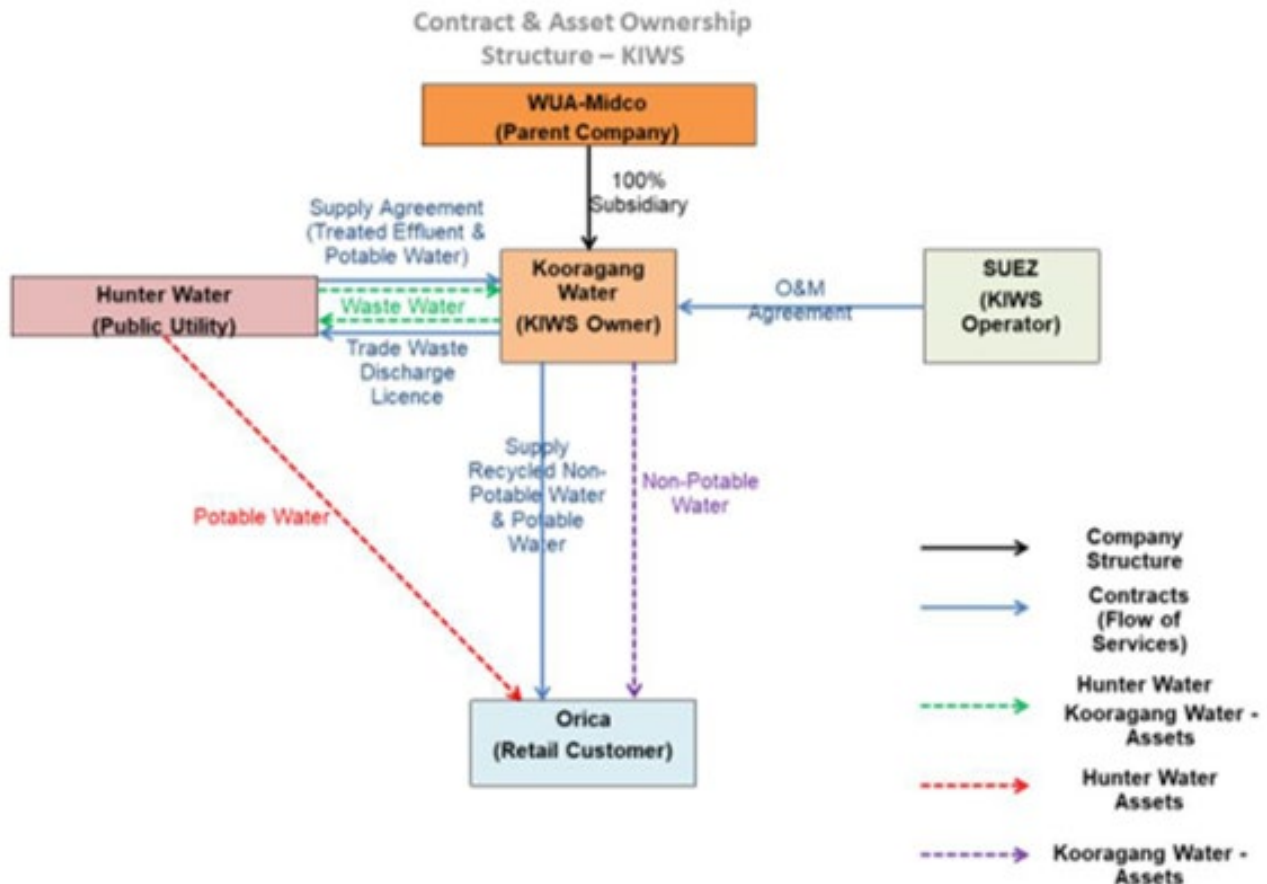 Contract & Asset Ownership
Structure – KIWS
WUA-Midco
(Parent Company)
100%
Subsidiary
Supply Agreement
(Treated Effluent &
Potable Water)
Hunter Water
(Public Utility)
Waste Water
Trade Waste
Discharge
Licence
Kooragang
Water
(KIWS Owner)
O&M
Agreement
SUEZ
(KIWS
Operator)
Supply
Recycled Non-
Potable Water
& Potable
Water
Non-Potable
Water
Potable Water
Orica
(Retail Customer)
Company
Structure
Contracts
(Flow of
Services)
Hunter Water
Kooragang Water -
Assets
Hunter Water
Assets
Kooragang Water -
Assets